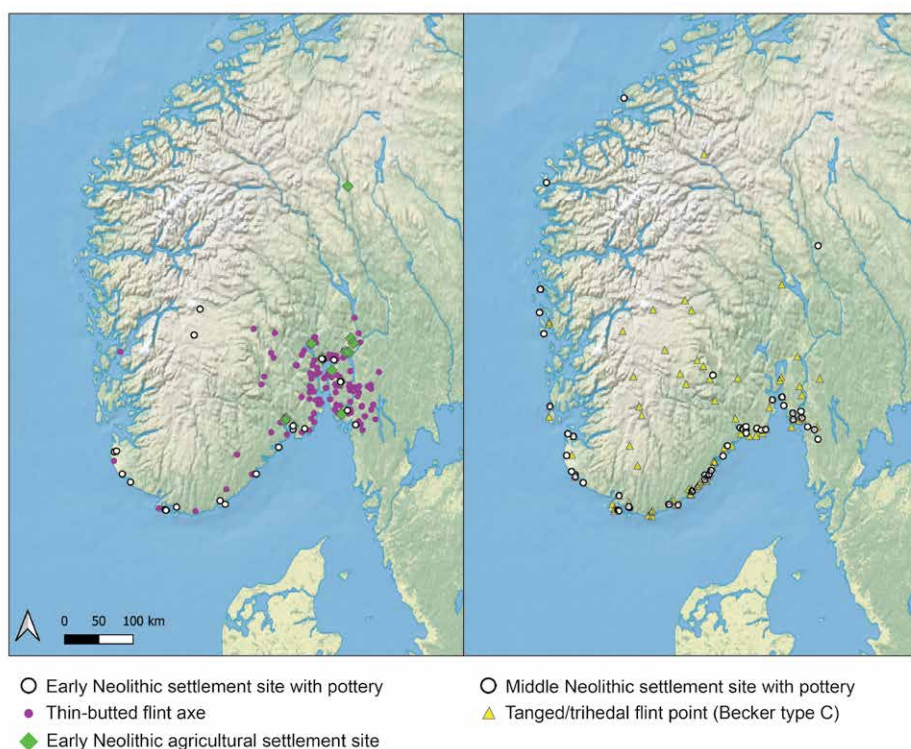 0 50 100 km
Early Neolithic settlement site with pottery
Thin-butted flint axe
Early Neolithic agricultural settlement site
Middle Neolithic settlement site with pottery
Tanged/trihedal flint point (Becker type C)